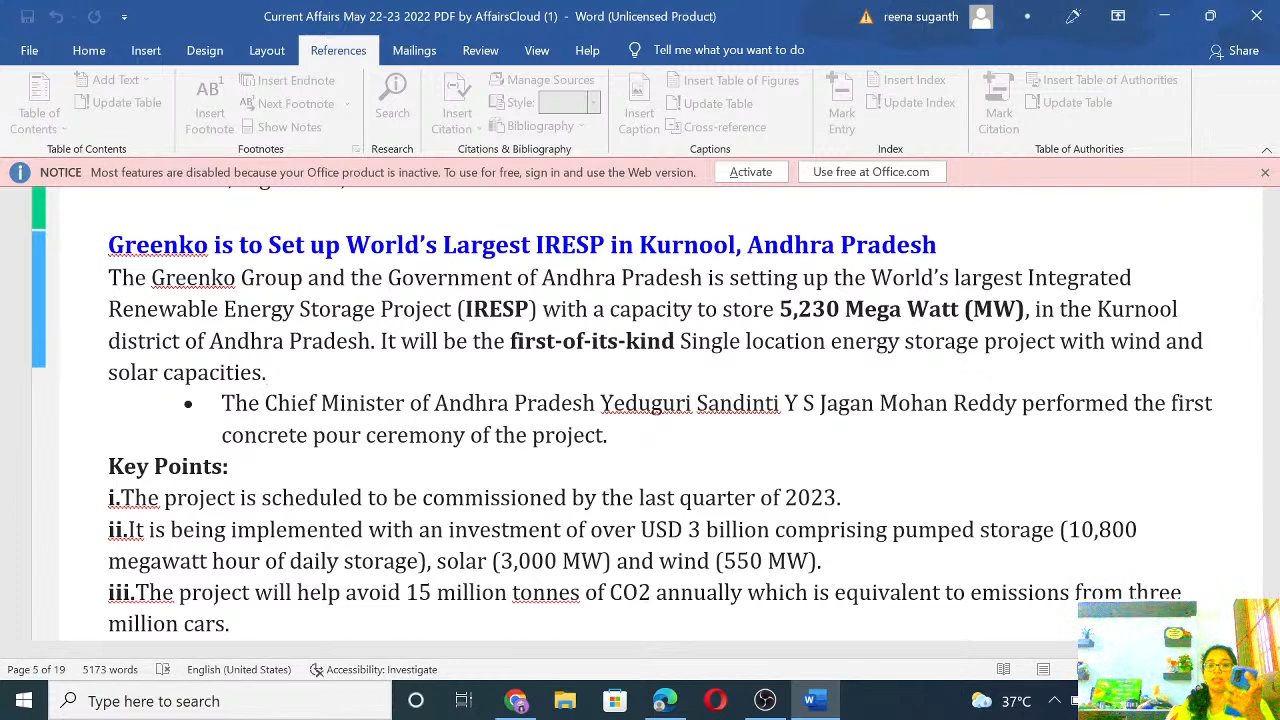 Current Affairs May 22-23 2022 PDF by AffairsCloud (1) - Word (Unlicensed Product)
reena suganth
File Home Insert Design Layout References Mailings Review View Help Tell me what you want to do Share
Table of Contents
Add Text
Update Table
Table of Contents
AB1
Insert Footnote
Insert Endnote
Next Footnote
Show Notes
Footnotes
Search
Research
Insert Citation
Manage Sources
Style:
Bibliography
Citations & Bibliography
Insert Caption
Insert Table of Figures
Update Table
Cross-reference
Captions
Mark Entry
Insert Index
Update Index
Index
Mark Citation
Insert Table of Authorities
Update Table
Table of Authorities
NOTICE Most features are disabled because your Office product is inactive. To use for free, sign in and use the Web version. Activate Use free at Office.com
Greenko is to Set up World's Largest IRESP in Kurnool, Andhra Pradesh
The Greenko Group and the Government of Andhra Pradesh is setting up the World's largest Integrated
Renewable Energy Storage Project (IRESP) with a capacity to store 5,230 Mega Watt (MW), in the Kurnool
district of Andhra Pradesh. It will be the first-of-its-kind Single location energy storage project with wind and
solar capacities.
• The Chief Minister of Andhra Pradesh Yeduguri Sandinti Y S Jagan Mohan Reddy performed the first
concrete pour ceremony of the project.
Key Points:
i.The project is scheduled to be commissioned by the last quarter of 2023.
ii.It is being implemented with an investment of over USD 3 billion comprising pumped storage (10,800
megawatt hour of daily storage), solar (3,000 MW) and wind (550 MW).
iii.The project will help avoid 15 million tonnes of CO2 annually which is equivalent to emissions from three
million cars.
Page 5 of 19 5173 words English (United States) Accessibility: Investigate
Type here to search
37°C